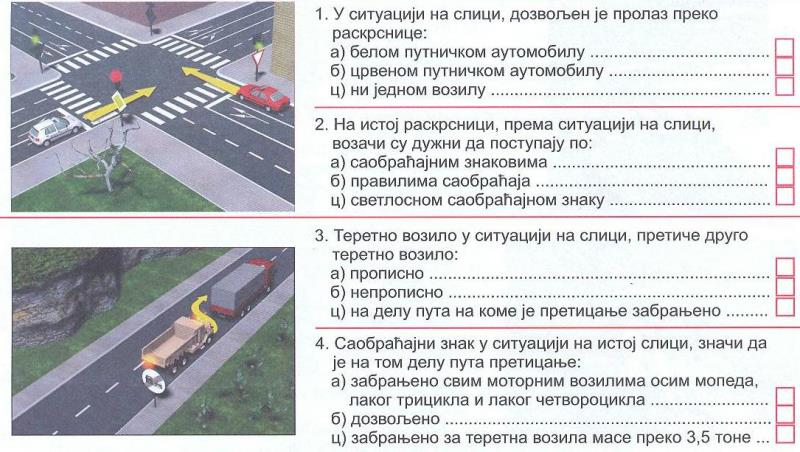 1. У ситуацији на слици, дозвољен је пролаз преко
раскрснице:
а) белом путничком аутомобилу
б) црвеном путничком аутомобилу
ц) ни једном возилу
2. На истој раскрсници, према ситуацији на слици,
возачи су дужни да поступају по:
а) саобраћајним знаковима
б) правилима саобраћаја
ц) светлосном саобраћајном знаку
3. Теретно возило у ситуацији на слици, претиче друго
теретно возило:
а) прописно
б) непрописно
ц) на делу пута на коме је претицање забрањено
4. Саобраћајни знак у ситуацији на истој слици, значи да
је на том делу пута претицање:
а) забрањено свим моторним возилима осим мопеда,
лаког трицикла и лаког четвороцикла
б) дозвољено
ц) забрањено за теретна возила масе преко 3,5 тоне ...